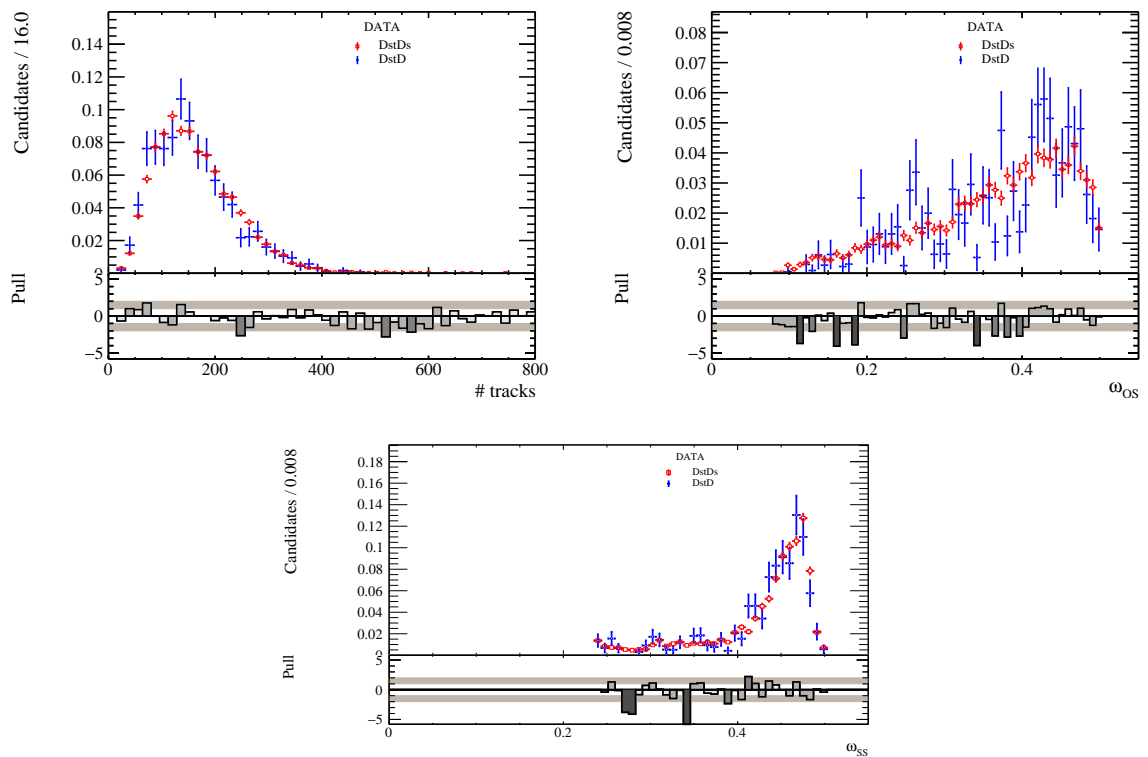 Candidates / 16.0
0.14
0.12
0.1
0.08
0.06
0.04
0.02
DATA
DstDs
DstD
Pull
5
0
−5
0 200 400 600 800
# tracks
Candidates / 0.008
0.08
0.07
0.06
0.05
0.04
0.03
0.02
0.01
DATA
DstDs
DstD
Pull
5
0
−5
0 0.2 0.4
ω_OS
Candidates / 0.008
0.18
0.16
0.14
0.12
0.1
0.08
0.06
0.04
0.02
DATA
DstDs
DstD
Pull
5
0
−5
0 0.2 0.4
ω_SS